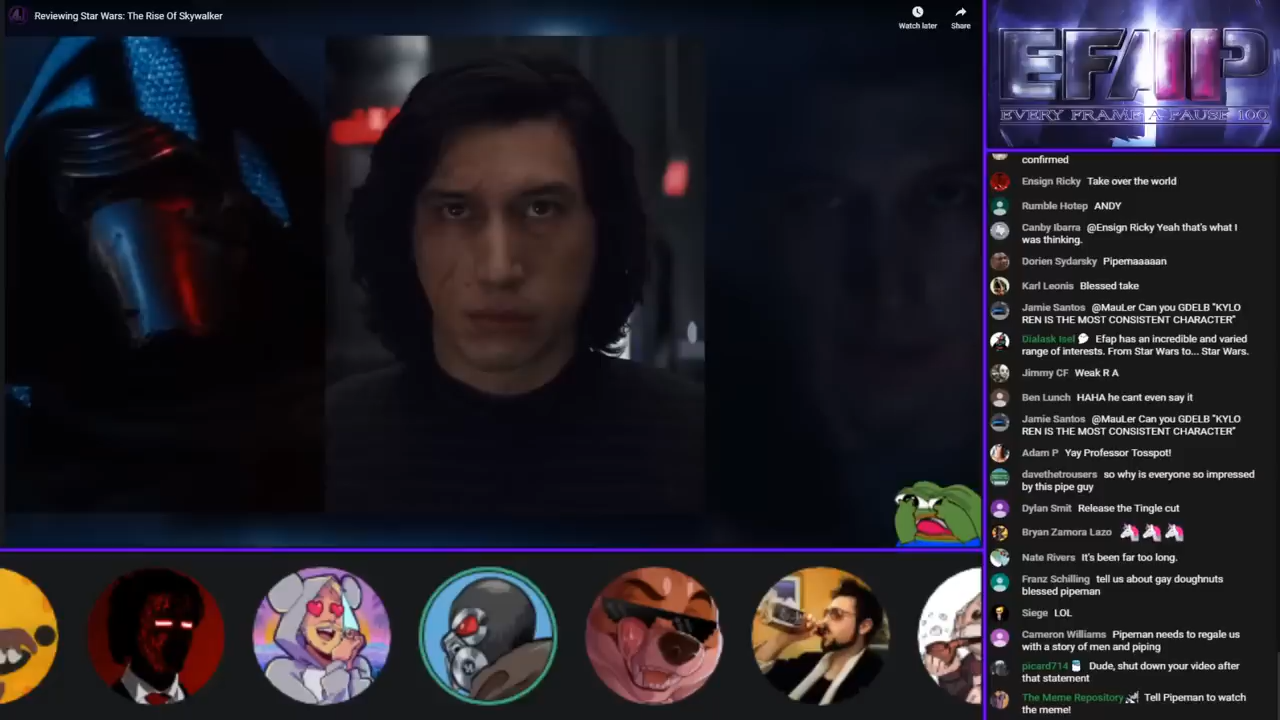 Reviewing Star Wars: The Rise Of Skywalker
Watch later
Share
EFAP
EVERY FRAME A PAUSE 100
confirmed
Ensign Ricky Take over the world
Rumble Hotep ANDY
Canby Ibarra @Ensign Ricky Yeah that's what I
was thinking.
Dorien Sydarsky Pipemaaaaan
Karl Leonis Blessed take
Jamie Santos @MauLer Can you GDELB "KYLO
REN IS THE MOST CONSISTENT CHARACTER"
Dialask Isel Efap has an incredible and varied
range of interests. From Star Wars to... Star Wars.
Jimmy CF Weak R A
Ben Lunch HAHA he cant even say it
Jamie Santos @MauLer Can you GDELB "KYLO
REN IS THE MOST CONSISTENT CHARACTER"
Adam P Yay Professor Tosspot!
davethetrousers so why is everyone so impressed
by this pipe guy
Dylan Smit Release the Tingle cut
Bryan Zamora Lazo
Nate Rivers It's been far too long.
Franz Schilling tell us about gay doughnuts
blessed pipeman
Siege LOL
Cameron Williams Pipeman needs to regale us
with a story of men and piping
picard714 Dude, shut down your video after
that statement
The Meme Repository Tell Pipeman to watch
the meme!